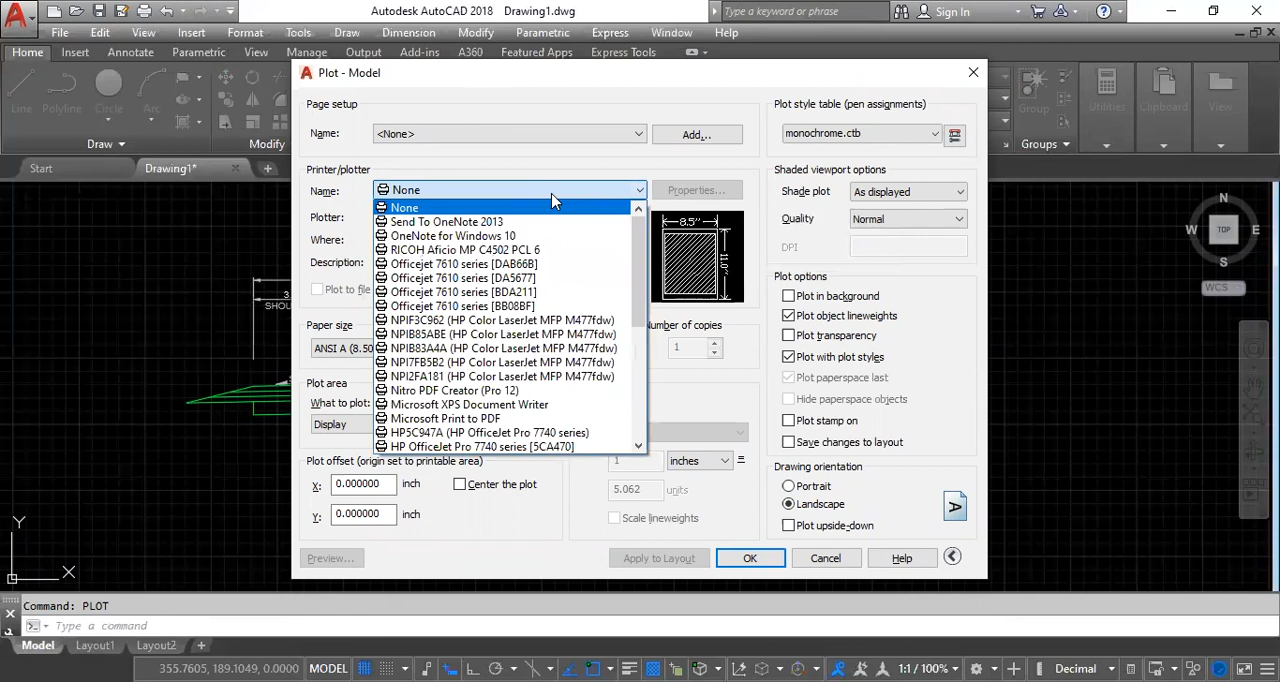 Autodesk AutoCAD 2018 Drawing1.dwg
Type a keyword or phrase
Sign In
File Edit View Insert Format Tools Draw Dimension Modify Parametric Express Window Help
Home Insert Annotate Parametric View Manage Output Add-ins A360 Featured Apps Express Tools
Line Polyline Circle Arc
Group Utilities Clipboard View
Draw Modify Groups
Start Drawing1*
Plot - Model
Page setup
Name: <None> Add...
Printer/plotter
Name: None Properties...
Plotter:
Where:
Description:
Plot to file
None
Send To OneNote 2013
OneNote for Windows 10
RICOH Aficio MP C4502 PCL 6
Officejet 7610 series [DAB66B]
Officejet 7610 series [DA5677]
Officejet 7610 series [BDA211]
Officejet 7610 series [BB08BF]
NPIF3C962 (HP Color LaserJet MFP M477fdw)
NPIB85ABE (HP Color LaserJet MFP M477fdw)
NPIB83A4A (HP Color LaserJet MFP M477fdw)
NPI7FB5B2 (HP Color LaserJet MFP M477fdw)
NPI2FA181 (HP Color LaserJet MFP M477fdw)
Nitro PDF Creator (Pro 12)
Microsoft XPS Document Writer
Microsoft Print to PDF
HP5C947A (HP OfficeJet Pro 7740 series)
HP OfficeJet Pro 7740 series [5CA470]
8.5"
11.0"
Paper size
ANSI A (8.50
Number of copies
1
Plot area
What to plot:
Display
Plot offset (origin set to printable area)
X: 0.000000 inch Center the plot
Y: 0.000000 inch
1 inches =
5.062 units
Scale lineweights
Plot style table (pen assignments)
monochrome.ctb
Shaded viewport options
Shade plot As displayed
Quality Normal
DPI
Plot options
Plot in background
Plot object lineweights
Plot transparency
Plot with plot styles
Plot paperspace last
Hide paperspace objects
Plot stamp on
Save changes to layout
Drawing orientation
Portrait
Landscape
Plot upside-down
A
Preview... Apply to Layout OK Cancel Help
N
W TOP E
S
WCS
Y
X
Command: PLOT
Type a command
Model Layout1 Layout2
355.7605, 189.1049, 0.0000 MODEL 1:1 / 100% Decimal